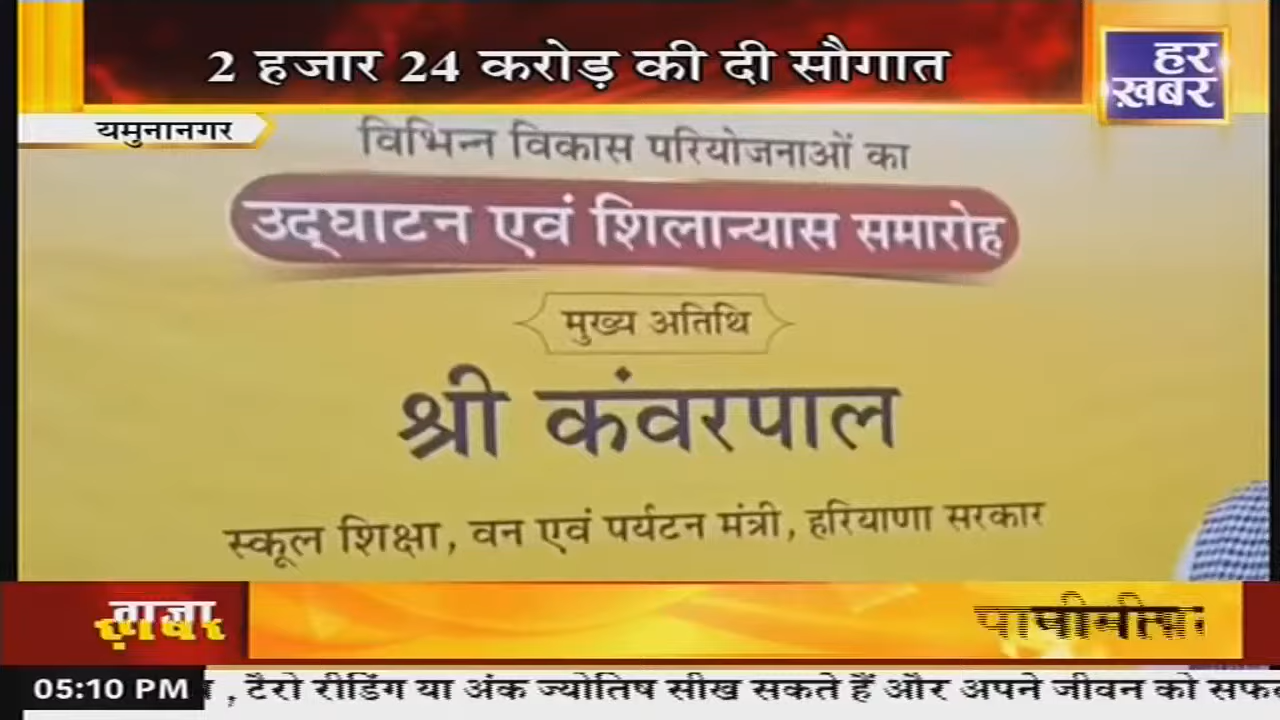 2 हजार 24 करोड़ की दी सौगात
हर
ख़बर
यमुनानगर
विभिन्न विकास परियोजनाओं का
उद्घाटन एवं शिलान्यास समारोह
मुख्य अतिथि
श्री कंवरपाल
स्कूल शिक्षा, वन एवं पर्यटन मंत्री, हरियाणा सरकार
ताजा
ख़बर
05:10 PM
, टैरो रीडिंग या अंक ज्योतिष सीख सकते हैं और अपने जीवन को